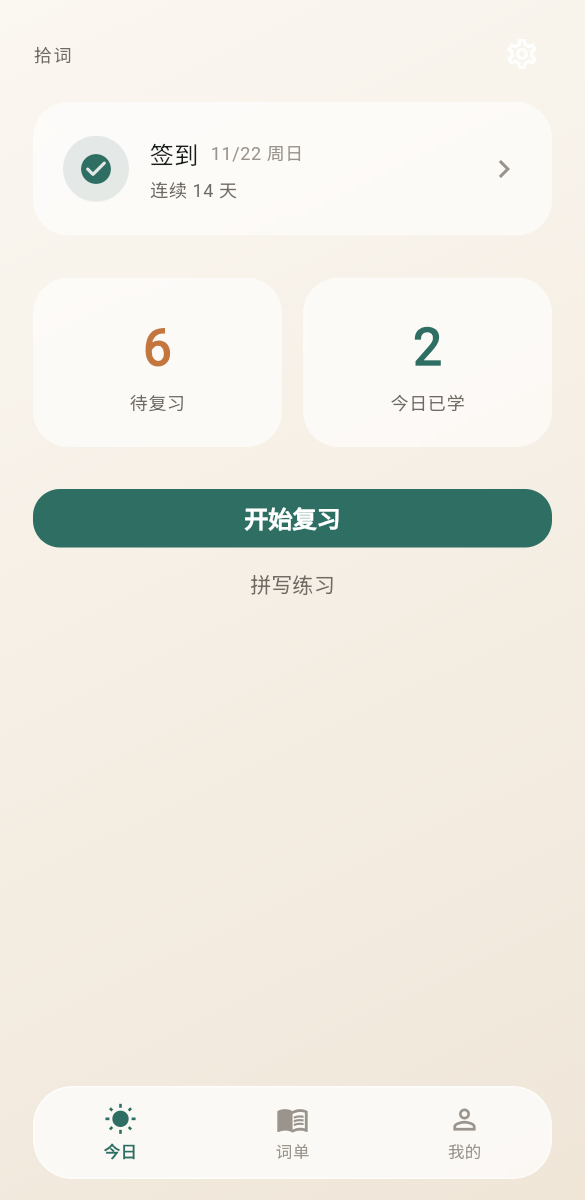 拾词
签到 11/22 周日
连续 14 天
6
待复习
2
今日已学
开始复习
拼写练习
今日
词单
我的